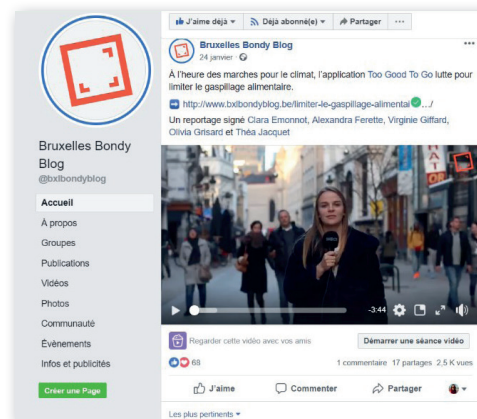 J'aime déjà
Déjà abonné(e)
Partager
Bruxelles Bondy Blog
24 janvier
À l'heure des marches pour le climat, l'application Too Good To Go lutte pour
limiter le gaspillage alimentaire.
http://www.bxlbondyblog.be/limiter-le-gaspillage-alimental.../
Un reportage signé Clara Emonnot, Alexandra Ferette, Virginie Giffard,
Olivia Grisard et Théa Jacquet
Bruxelles Bondy
Blog
@bxlbondyblog
Accueil
À propos
Groupes
Publications
Vidéos
Photos
Communauté
Évènements
Infos et publicités
Créer une Page
-3:44
Regarder cette vidéo avec vos amis
Démarrer une séance vidéo
68
1 commentaire 17 partages 2,5 K vues
J'aime
Commenter
Partager
Les plus pertinents